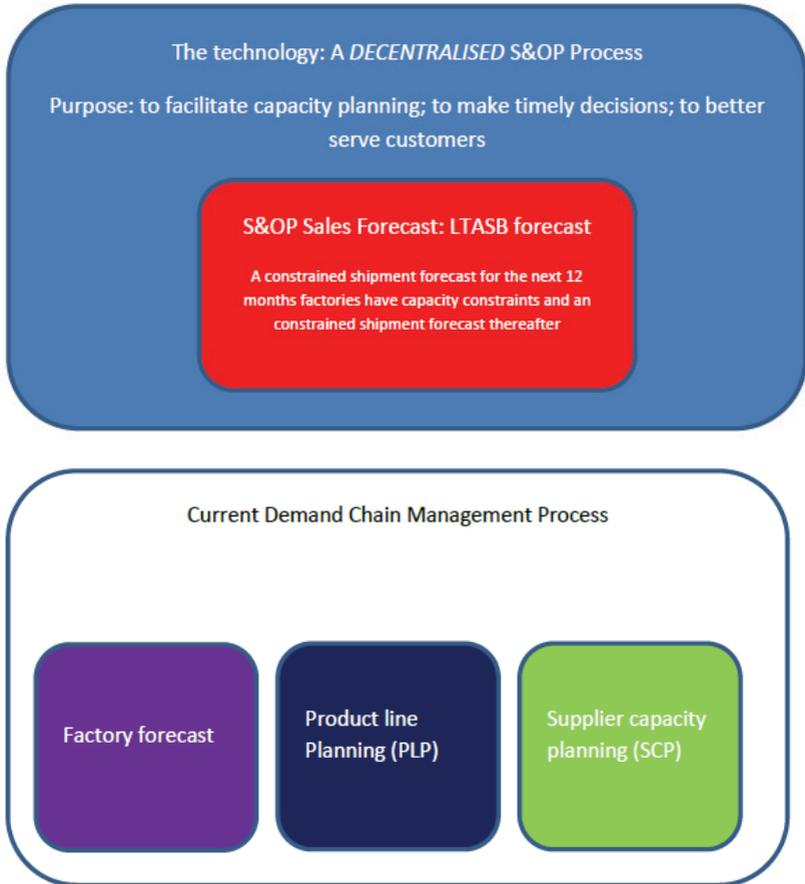 The technology: A DECENTRALISED S&OP Process
Purpose: to facilitate capacity planning; to make timely decisions; to better
serve customers
S&OP Sales Forecast: LTASB forecast
A constrained shipment forecast for the next 12
months factories have capacity constraints and an
constrained shipment forecast thereafter
Current Demand Chain Management Process
Factory forecast
Product line
Planning (PLP)
Supplier capacity
planning (SCP)